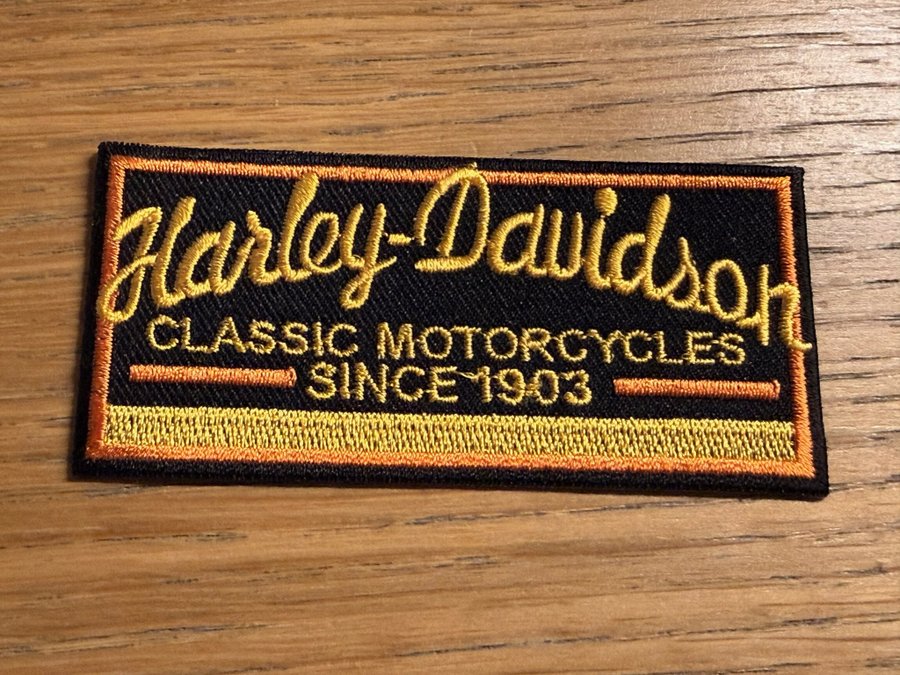 Harley-Davidson
CLASSIC MOTORCYCLES
SINCE 1903